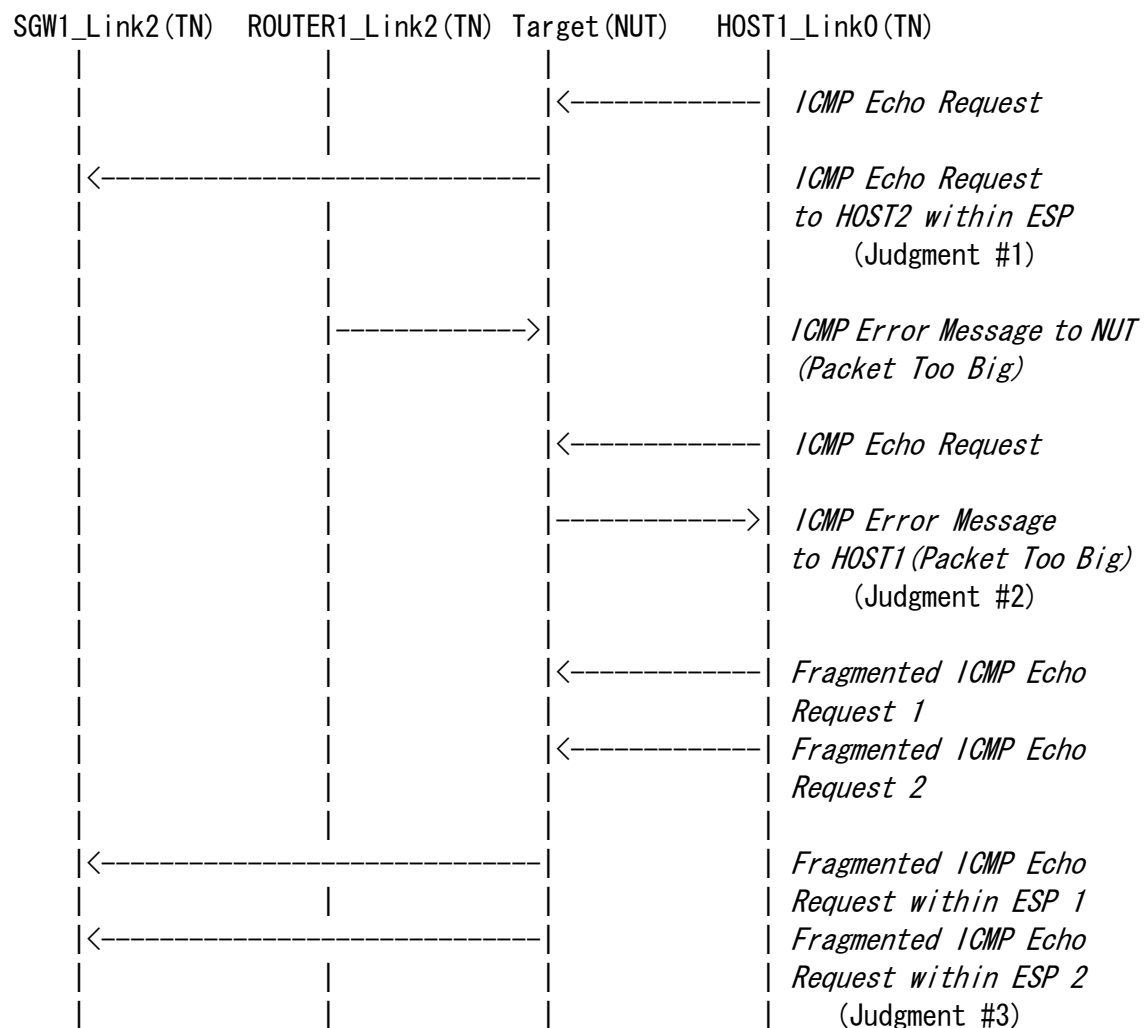 SGW1_Link2(TN) ROUTER1_Link2(TN) Target(NUT) HOST1_Link0(TN)
ICMP Echo Request
ICMP Echo Request
to HOST2 within ESP
(Judgment #1)
ICMP Error Message to NUT
(Packet Too Big)
ICMP Echo Request
ICMP Error Message
to HOST1(Packet Too Big)
(Judgment #2)
Fragmented ICMP Echo
Request 1
Fragmented ICMP Echo
Request 2
Fragmented ICMP Echo
Request within ESP 1
Fragmented ICMP Echo
Request within ESP 2
(Judgment #3)